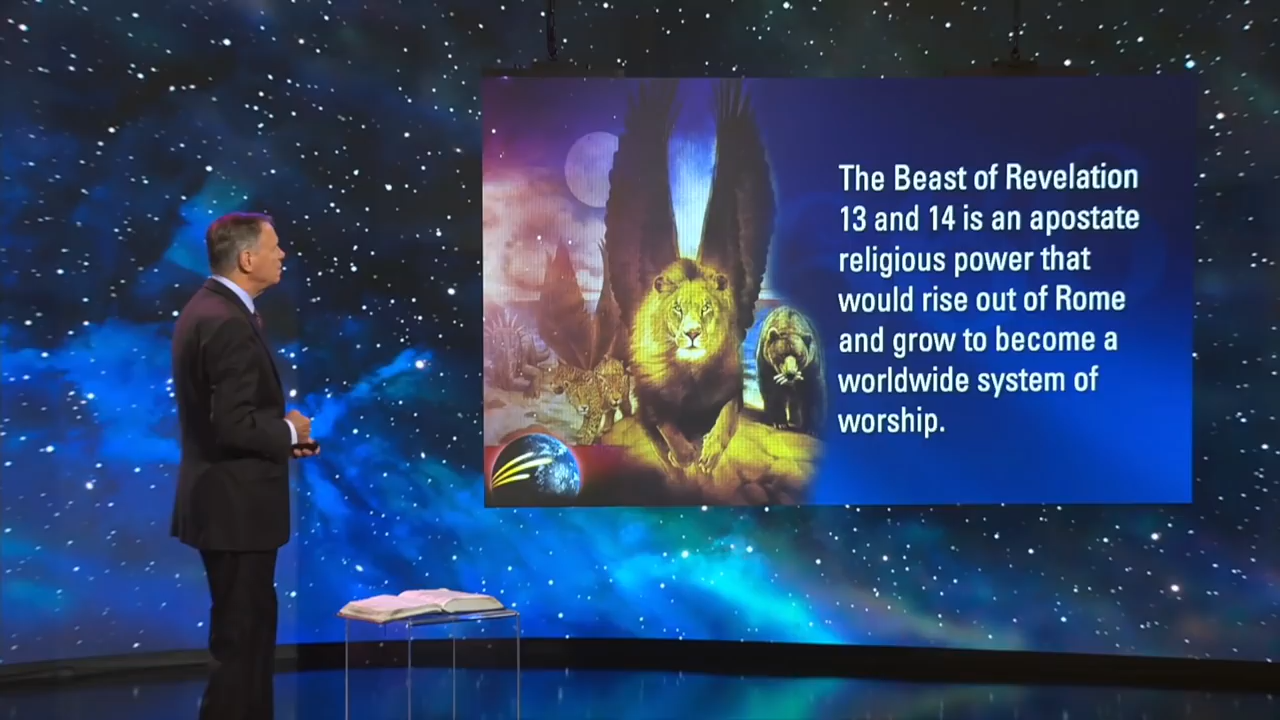 The Beast of Revelation
13 and 14 is an apostate
religious power that
would rise out of Rome
and grow to become a
worldwide system of
worship.